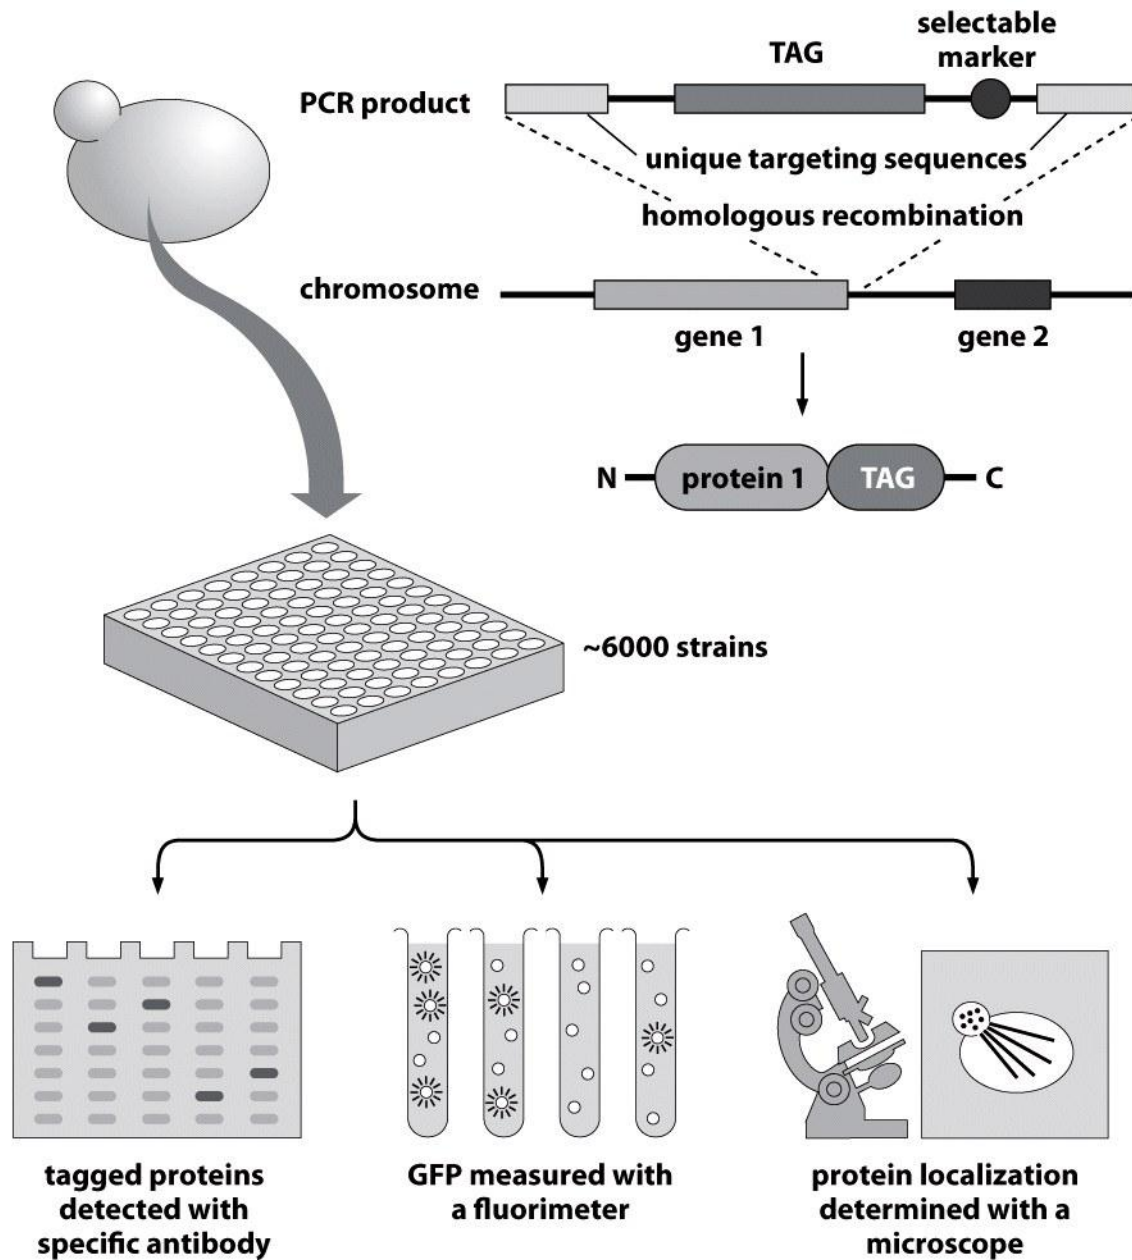 selectable
marker
TAG
PCR product
unique targeting sequences
homologous recombination
chromosome
gene 1
gene 2
N
protein 1
TAG
C
~6000 strains
tagged proteins
detected with
specific antibody
GFP measured with
a fluorimeter
protein localization
determined with a
microscope